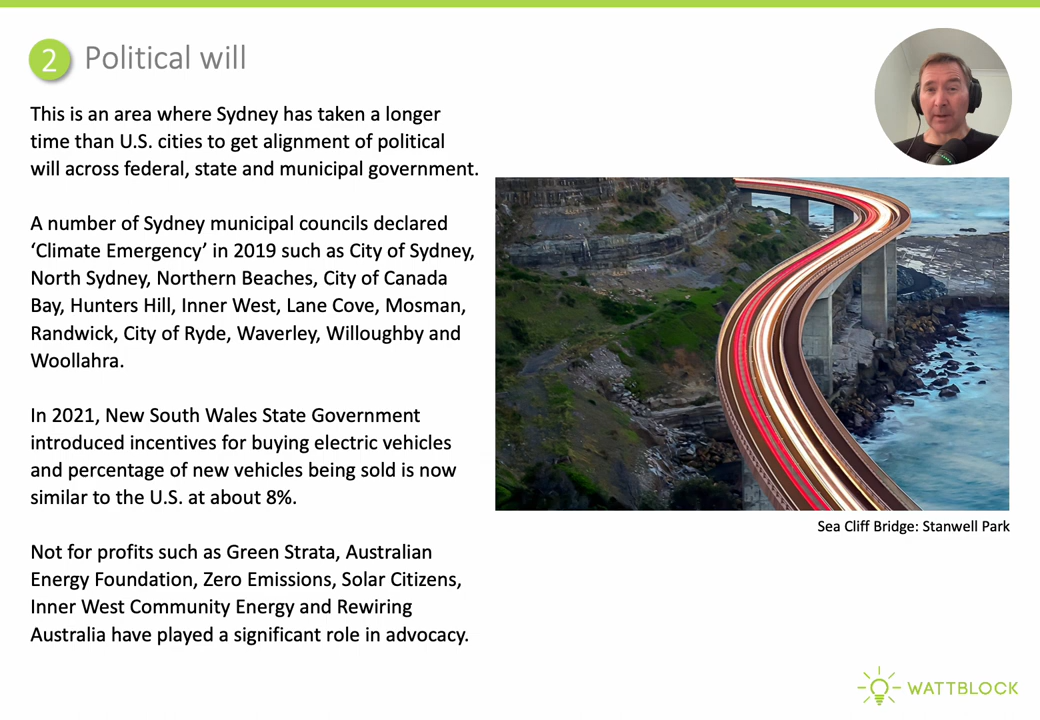 2 Political will
This is an area where Sydney has taken a longer
time than U.S. cities to get alignment of political
will across federal, state and municipal government.
A number of Sydney municipal councils declared
‘Climate Emergency’ in 2019 such as City of Sydney,
North Sydney, Northern Beaches, City of Canada
Bay, Hunters Hill, Inner West, Lane Cove, Mosman,
Randwick, City of Ryde, Waverley, Willoughby and
Woollahra.
In 2021, New South Wales State Government
introduced incentives for buying electric vehicles
and percentage of new vehicles being sold is now
similar to the U.S. at about 8%.
Not for profits such as Green Strata, Australian
Energy Foundation, Zero Emissions, Solar Citizens,
Inner West Community Energy and Rewiring
Australia have played a significant role in advocacy.
Sea Cliff Bridge: Stanwell Park
WATTBLOCK